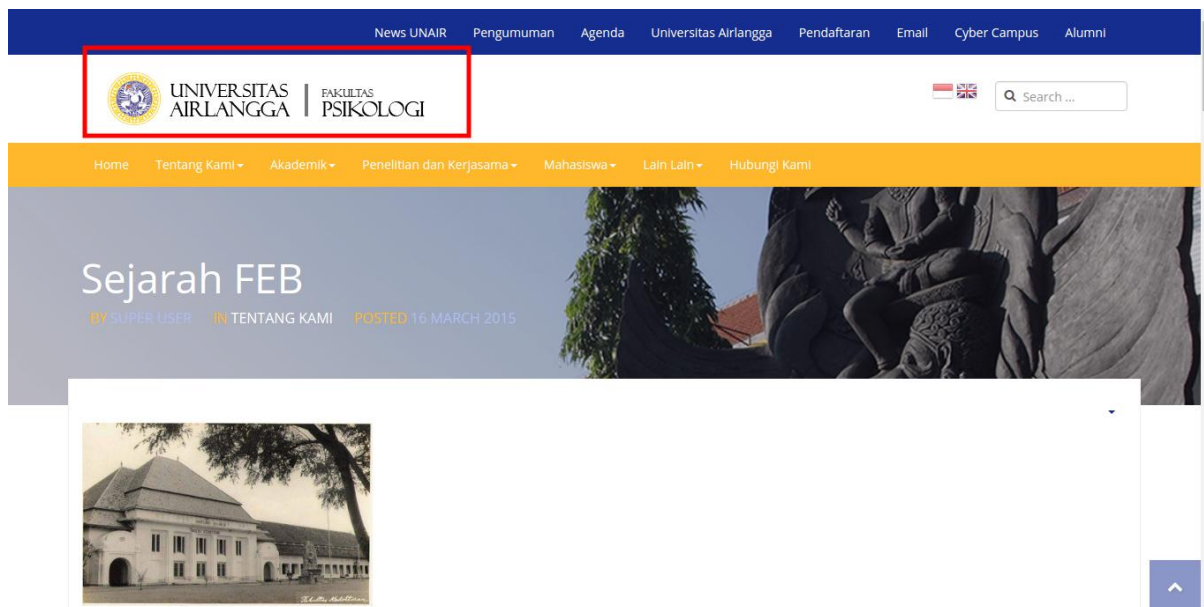 News UNAIR Pengumuman Agenda Universitas Airlangga Pendaftaran Email Cyber Campus Alumni
UNIVERSITAS AIRLANGGA
FAKULTAS PSIKOLOGI
Search ...
Home Tentang Kami Akademik Penelitian dan Kerjasama Mahasiswa Lain Lain Hubungi Kami
Sejarah FEB
BY SUPER USER IN TENTANG KAMI POSTED 16 MARCH 2015